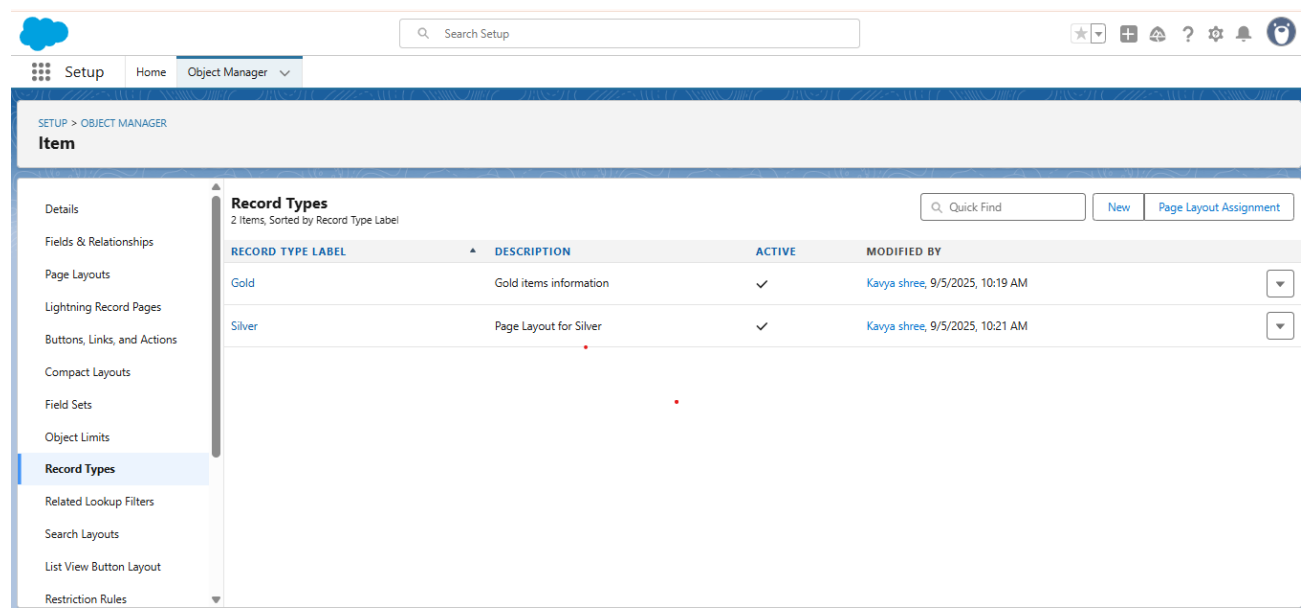 Search Setup
Setup
Home
Object Manager
SETUP > OBJECT MANAGER
Item
Details
Fields & Relationships
Page Layouts
Lightning Record Pages
Buttons, Links, and Actions
Compact Layouts
Field Sets
Object Limits
Record Types
Related Lookup Filters
Search Layouts
List View Button Layout
Restriction Rules
Record Types
2 Items, Sorted by Record Type Label
Quick Find
New
Page Layout Assignment
RECORD TYPE LABEL DESCRIPTION ACTIVE MODIFIED BY
Gold Gold items information Kavya shree, 9/5/2025, 10:19 AM
Silver Page Layout for Silver Kavya shree, 9/5/2025, 10:21 AM